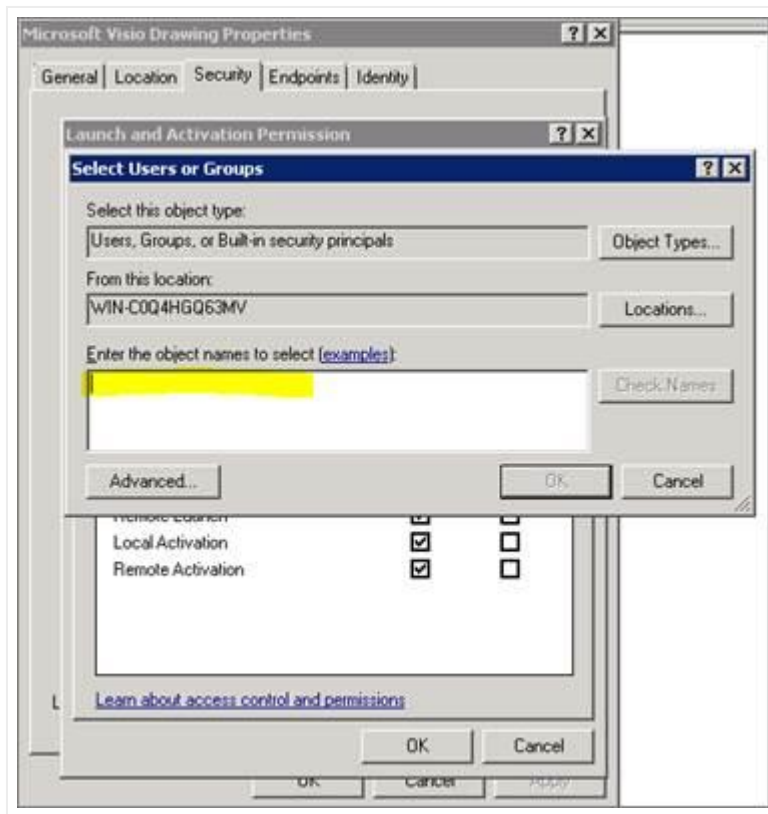 Microsoft Visio Drawing Properties
General Location Security Endpoints Identity
Launch and Activation Permission
Select Users or Groups
Select this object type:
Users, Groups, or Built-in security principals
Object Types...
From this location:
WIN-C0Q4HGQ63MV
Locations...
Enter the object names to select (examples):
Check Names
Advanced...
OK
Cancel
Remote Launch
Local Activation
Remote Activation
L
Learn about access control and permissions
OK
Cancel
OK
Cancel
Apply